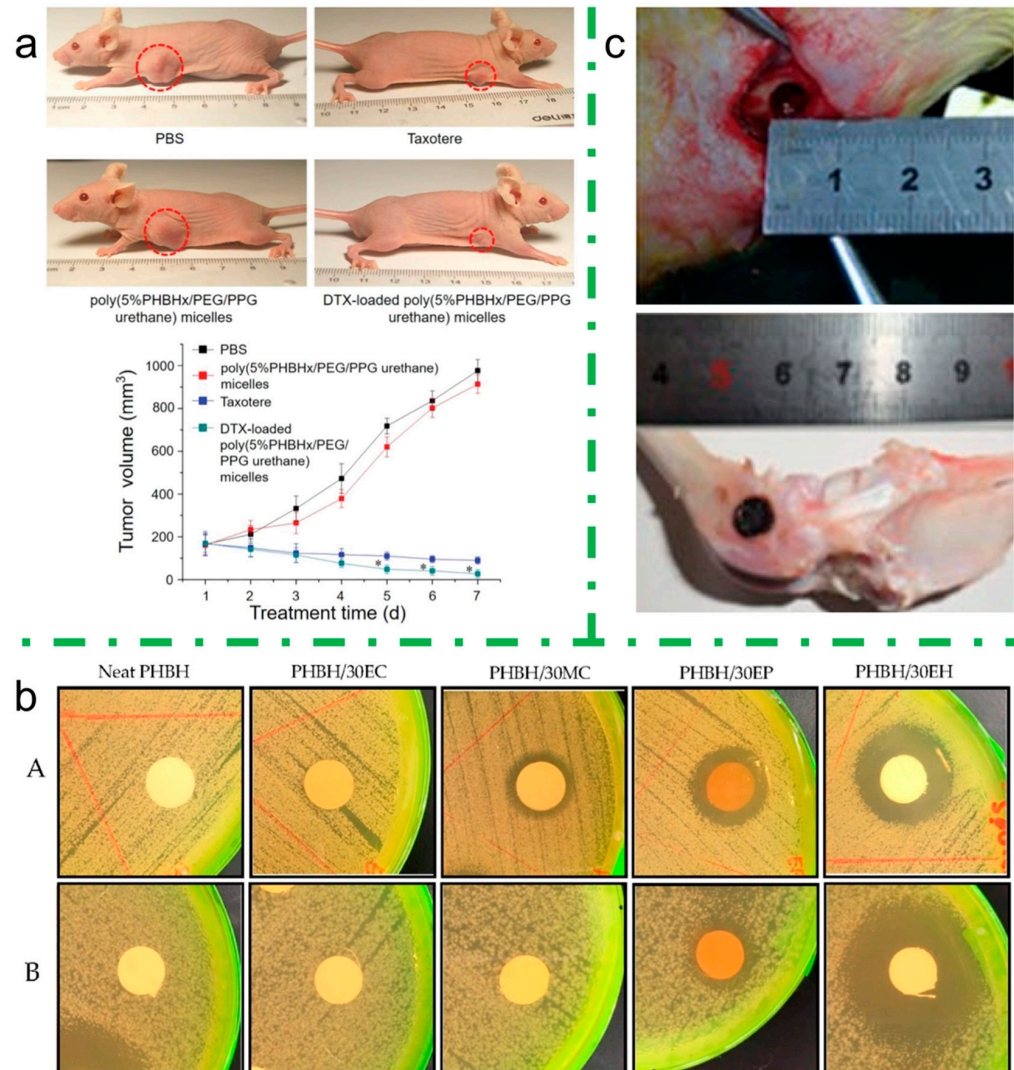 a
PBS
Taxotere
poly(5%PHBHx/PEG/PPG
urethane) micelles
DTX-loaded poly(5%PHBHx/PEG/PPG
urethane) micelles
PBS
poly(5%PHBHx/PEG/PPG urethane)
micelles
Taxotere
DTX-loaded
poly(5%PHBHx/PEG/
PPG urethane)
micelles
Tumor volume (mm³)
1000
800
600
400
200
0
* * *
1 2 3 4 5 6 7
Treatment time (d)
c
1 2 3
4 5 6 7 8 9
b
Neat PHBH PHBH/30EC PHBH/30MC PHBH/30EP PHBH/30EH
A
B